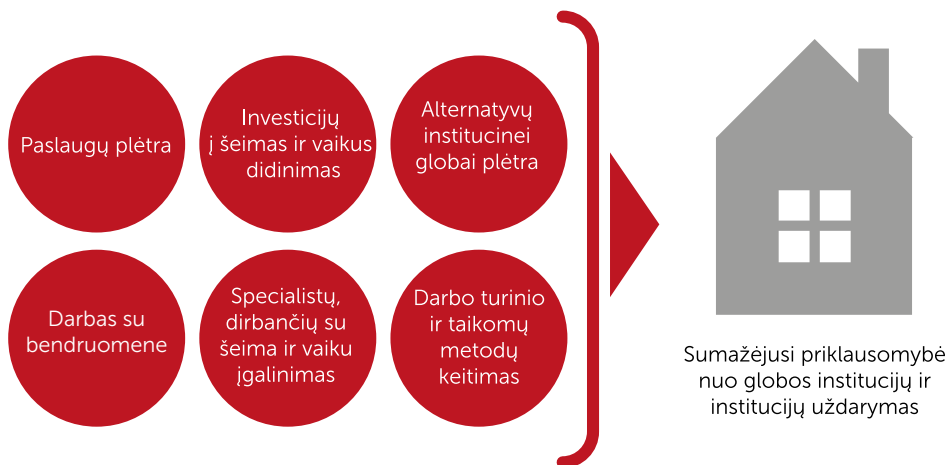 Paslaugų plėtra
Investicijų
į šeimas ir vaikus
didinimas
Alternatyvų
institucinei
globai plėtra
Darbas su
bendruomene
Specialistų,
dirbančių su
šeima ir vaiku
įgalinimas
Darbo turinio
ir taikomų
metodų
keitimas
Sumažėjusi priklausomybė
nuo globos institucijų ir
institucijų uždarymas